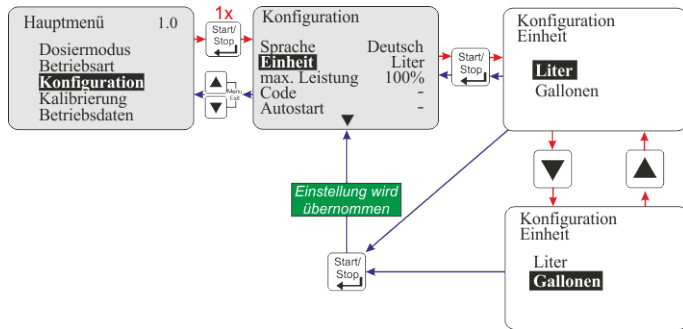 Hauptmenü 1.0
Dosiermodus
Betriebsart
Konfiguration
Kalibrierung
Betriebsdaten
1x
Start/
Stop
Menu
Exit
Konfiguration
Sprache Deutsch
Einheit Liter
max. Leistung 100%
Code -
Autostart -
Start/
Stop
Konfiguration
Einheit
Liter
Gallonen
Einstellung wird
übernommen
Start/
Stop
Konfiguration
Einheit
Liter
Gallonen